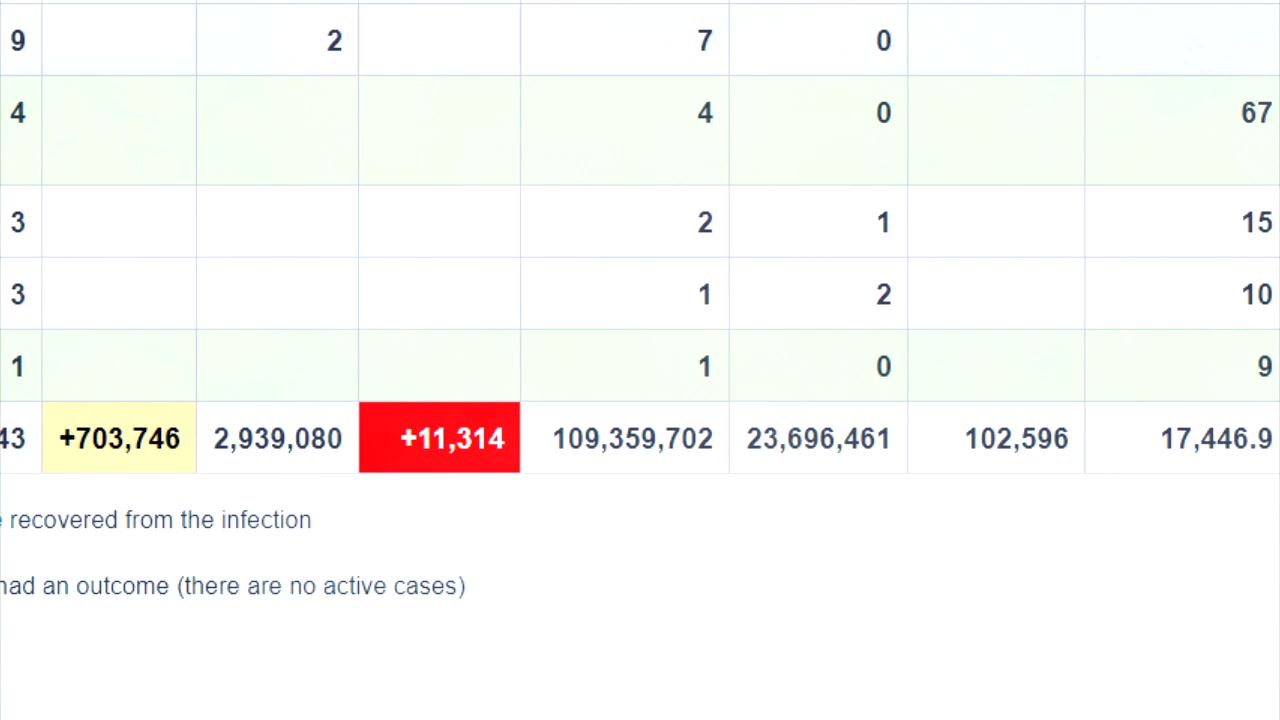 9 2 7 0
4 4 0 67
3 2 1 15
3 1 2 10
1 1 0 9
43 +703,746 2,939,080 +11,314 109,359,702 23,696,461 102,596 17,446.9
recovered from the infection
had an outcome (there are no active cases)